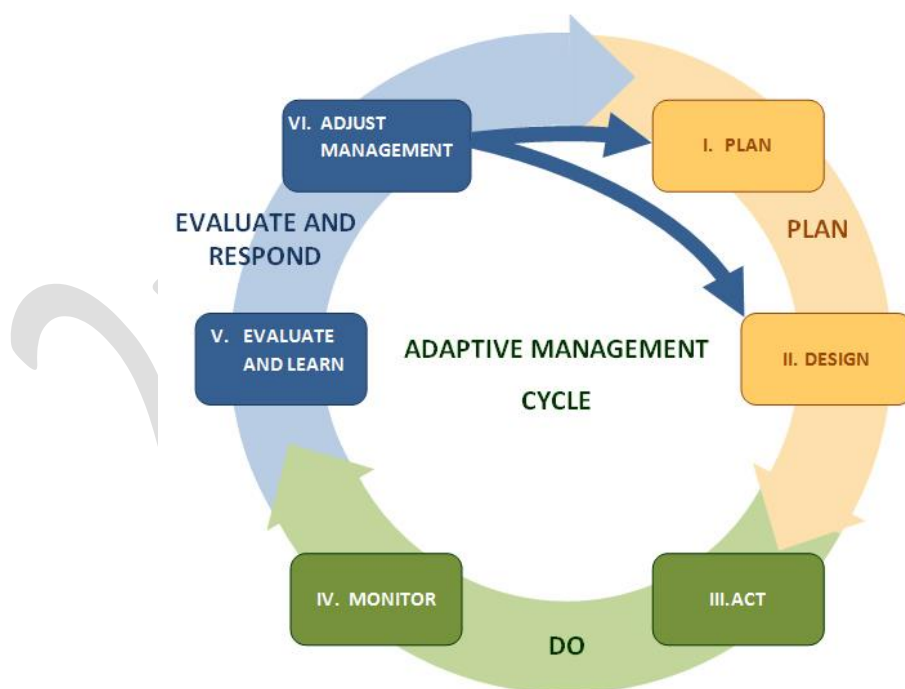 VI. ADJUST
MANAGEMENT
I. PLAN
EVALUATE AND
RESPOND
PLAN
V. EVALUATE
AND LEARN
ADAPTIVE MANAGEMENT
CYCLE
II. DESIGN
IV. MONITOR
III.ACT
DO